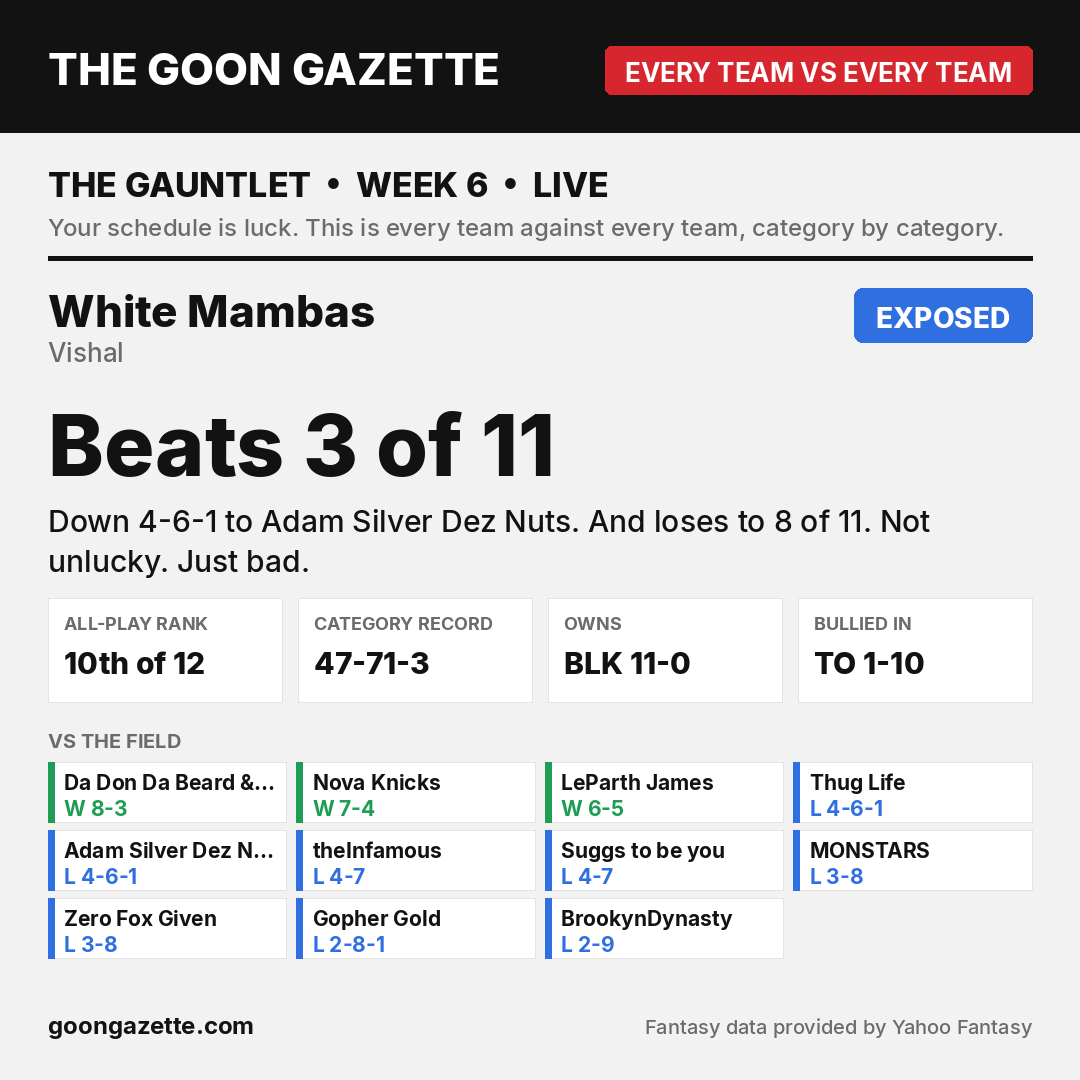 THE GOON GAZETTE
EVERY TEAM VS EVERY TEAM
THE GAUNTLET • WEEK 6 • LIVE
Your schedule is luck. This is every team against every team, category by category.
White Mambas
EXPOSED
Vishal
Beats 3 of 11
Down 4-6-1 to Adam Silver Dez Nuts. And loses to 8 of 11. Not
unlucky. Just bad.
ALL-PLAY RANK
10th of 12
CATEGORY RECORD
47-71-3
OWNS
BLK 11-0
BULLIED IN
TO 1-10
VS THE FIELD
Da Don Da Beard &...
W 8-3
Nova Knicks
W 7-4
LeParth James
W 6-5
Thug Life
L 4-6-1
Adam Silver Dez N...
L 4-6-1
theInfamous
L 4-7
Suggs to be you
L 4-7
MONSTARS
L 3-8
Zero Fox Given
L 3-8
Gopher Gold
L 2-8-1
BrookynDynasty
L 2-9
goongazette.com
Fantasy data provided by Yahoo Fantasy